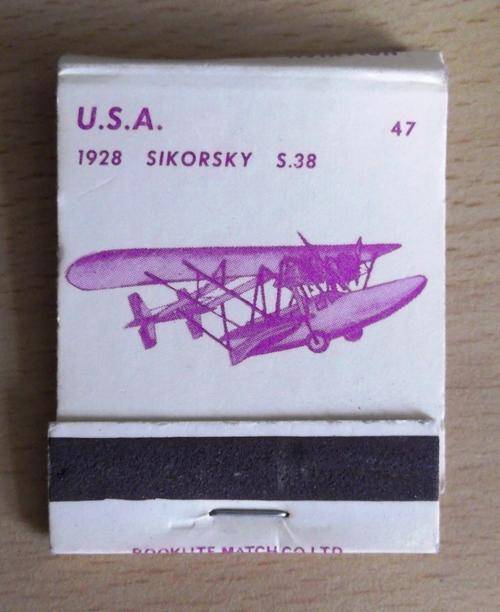 U.S.A.
47
1928 SIKORSKY S.38
BOOKLITE MATCH CO LTD